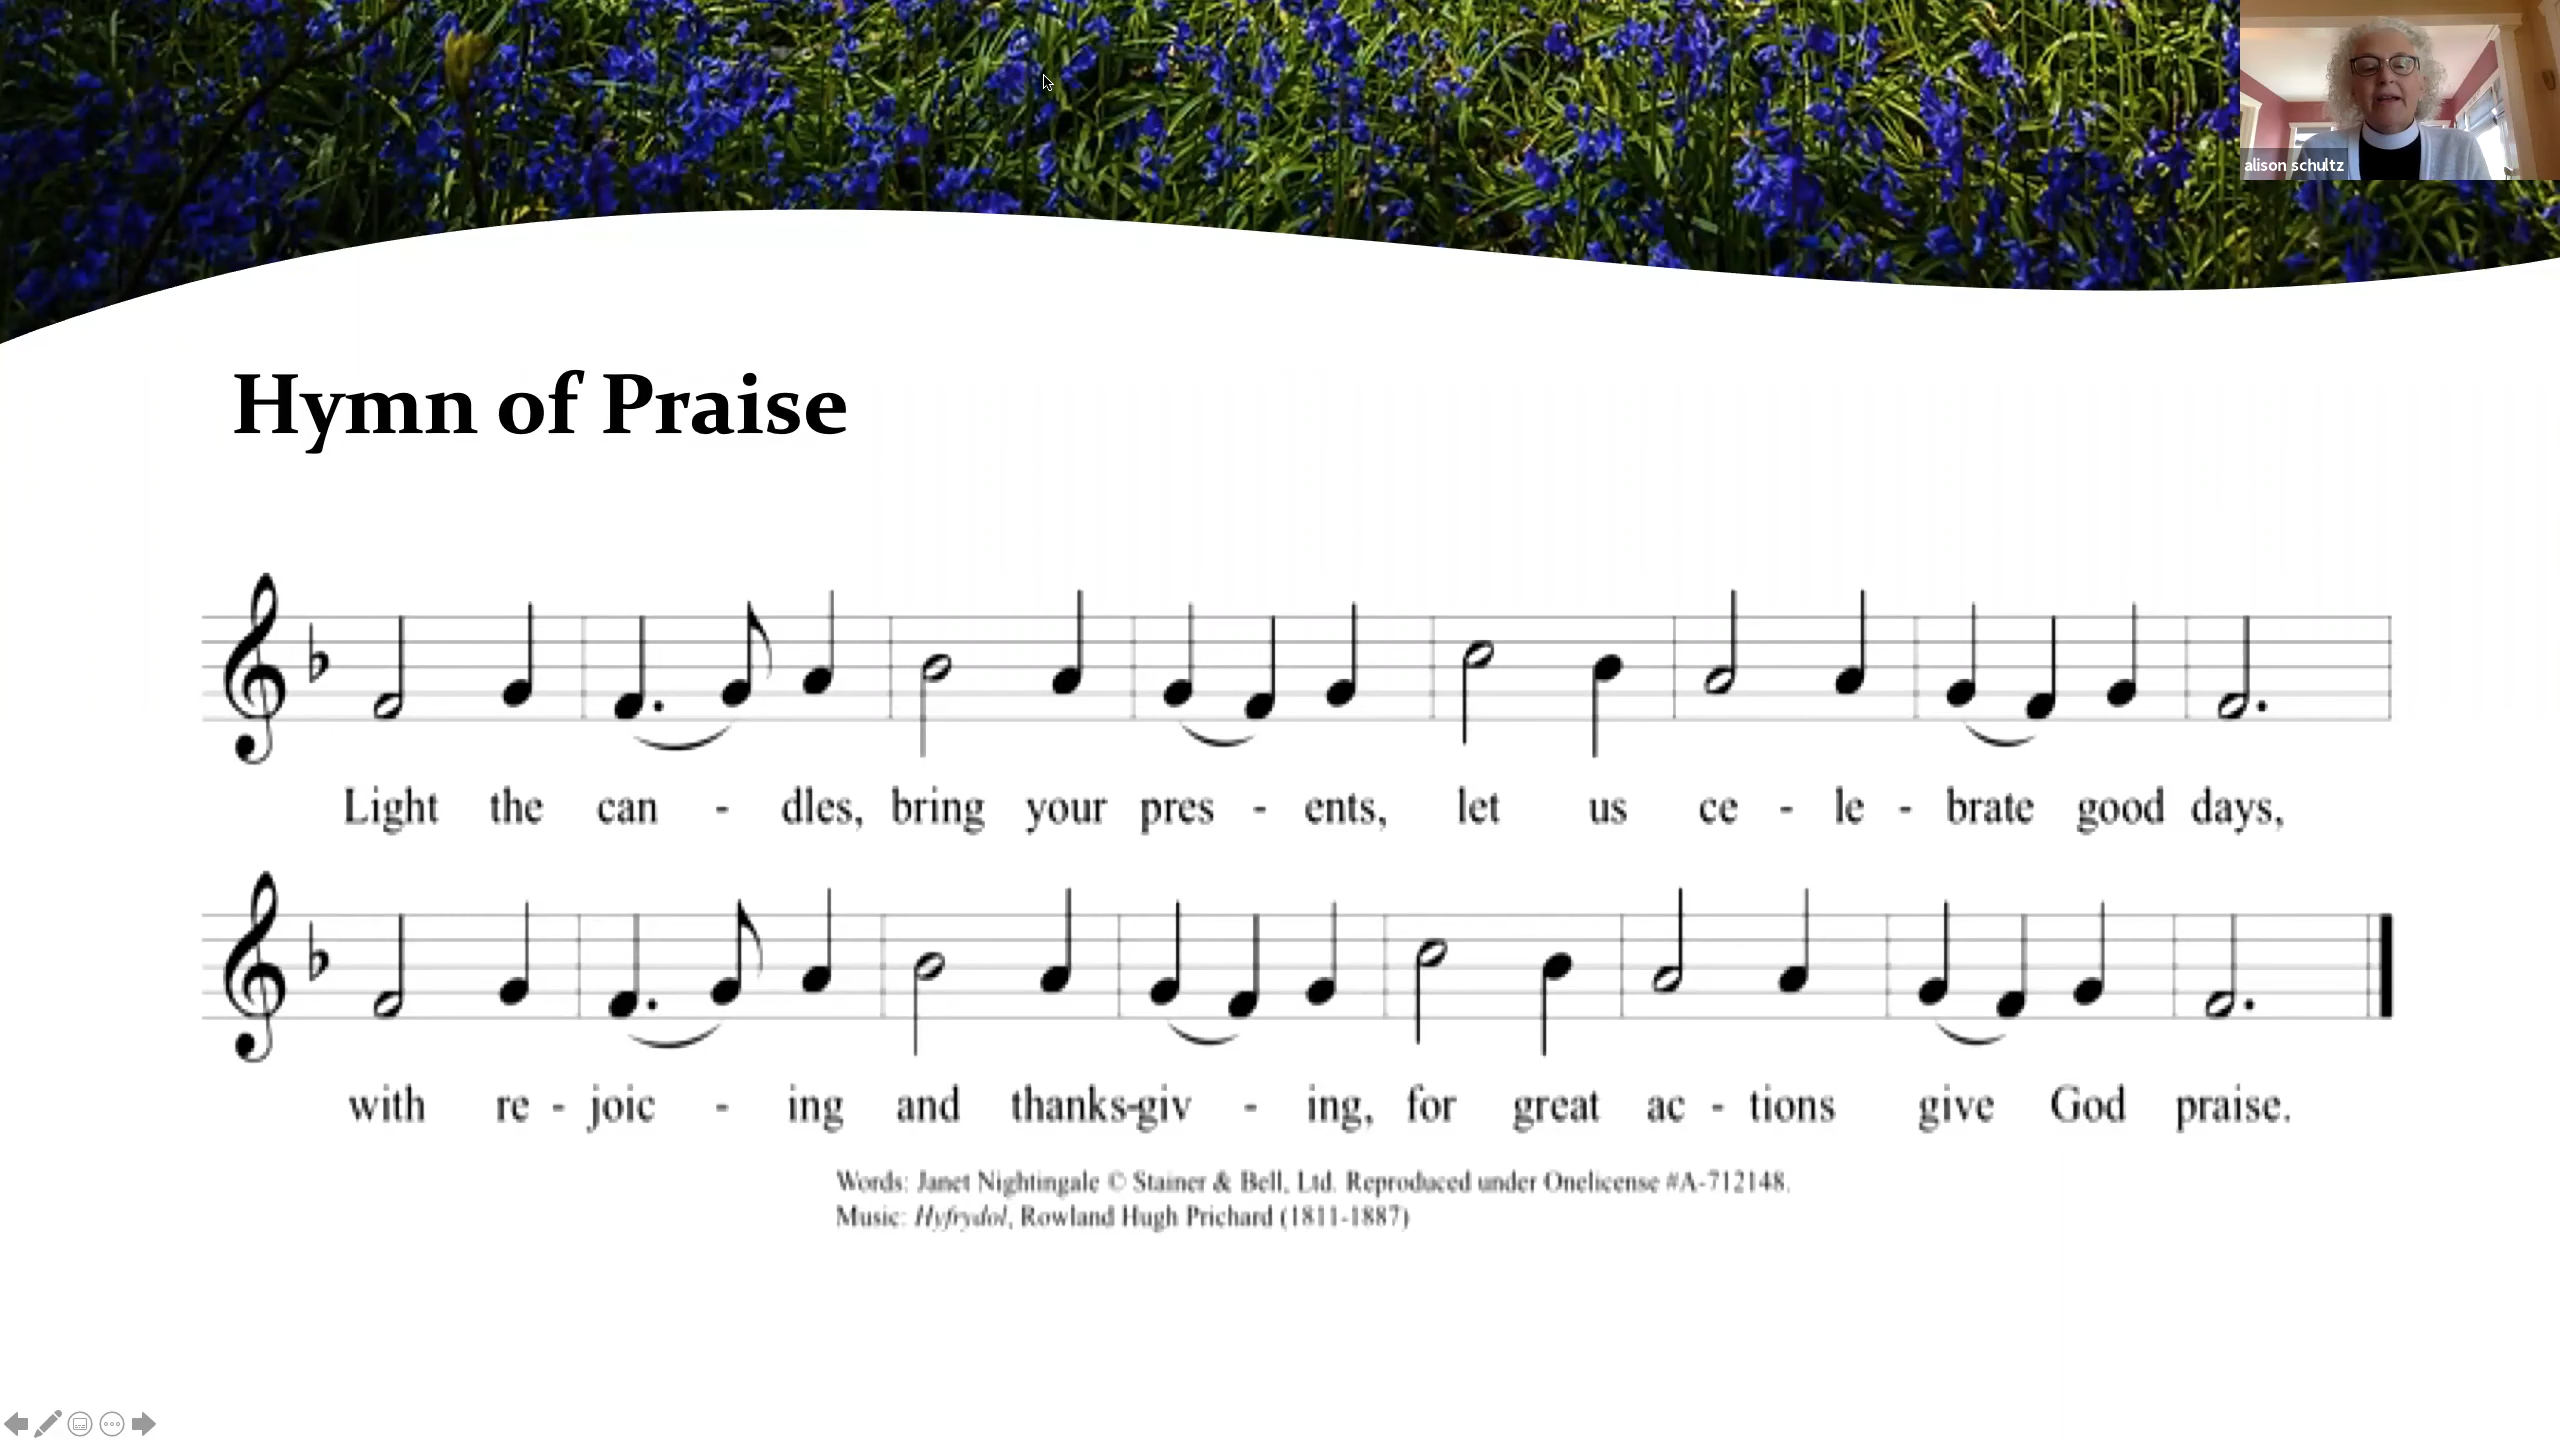 alison schultz
Hymn of Praise
Light the can - dles, bring your pres - ents, let us ce - le - brate good days,
with re - joic - ing and thanks-giv - ing, for great ac - tions give God praise.
Words: Janet Nightingale © Stainer & Bell, Ltd. Reproduced under Onelicense #A-712148.
Music: Hyfrydol, Rowland Hugh Prichard (1811-1887)